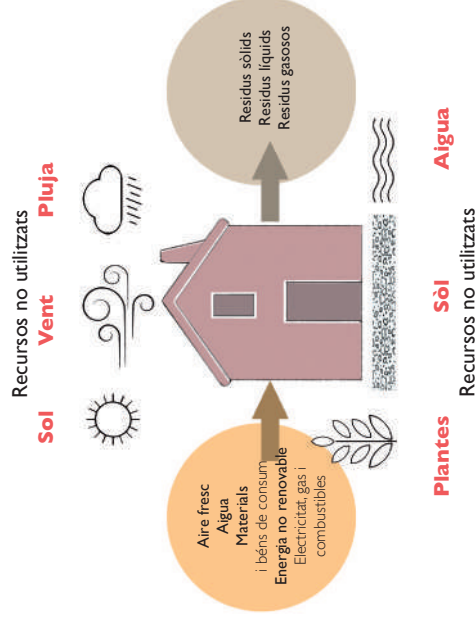 Recursos no utilitzats
Sol Vent Pluja
Aire fresc
Aigua
Materials
i béns de consum
Energia no renovable
Electricitat, gas i
combustibles
Residus sòlids
Residus líquids
Residus gasosos
Plantes Sòl Aigua
Recursos no utilitzats